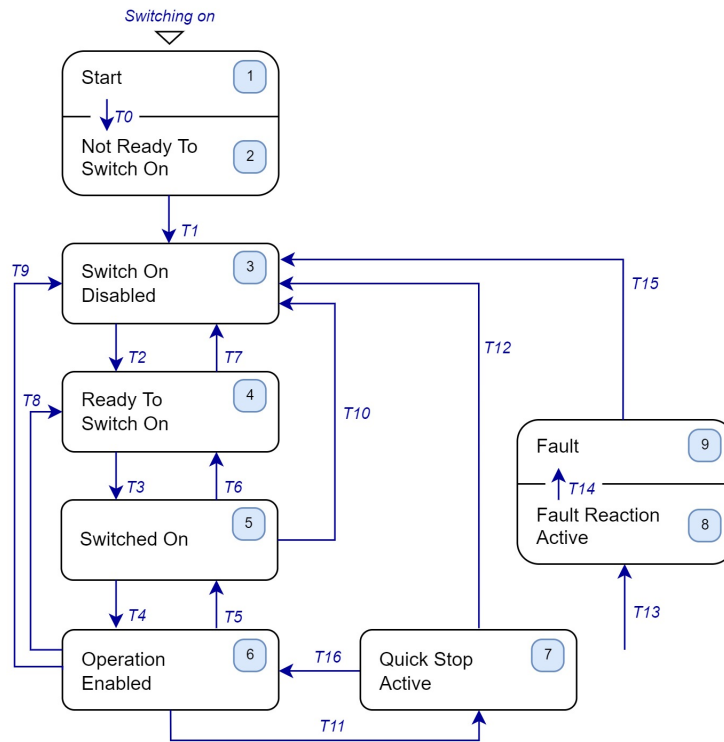 Switching on
Start
1
T0
Not Ready To
Switch On
2
T1
T9
Switch On
Disabled
3
T15
T2
T7
T12
T8
Ready To
Switch On
4
T10
Fault
9
T3
T6
T14
Switched On
5
Fault Reaction
Active
8
T4
T5
T13
Operation
Enabled
6
T16
Quick Stop
Active
7
T11